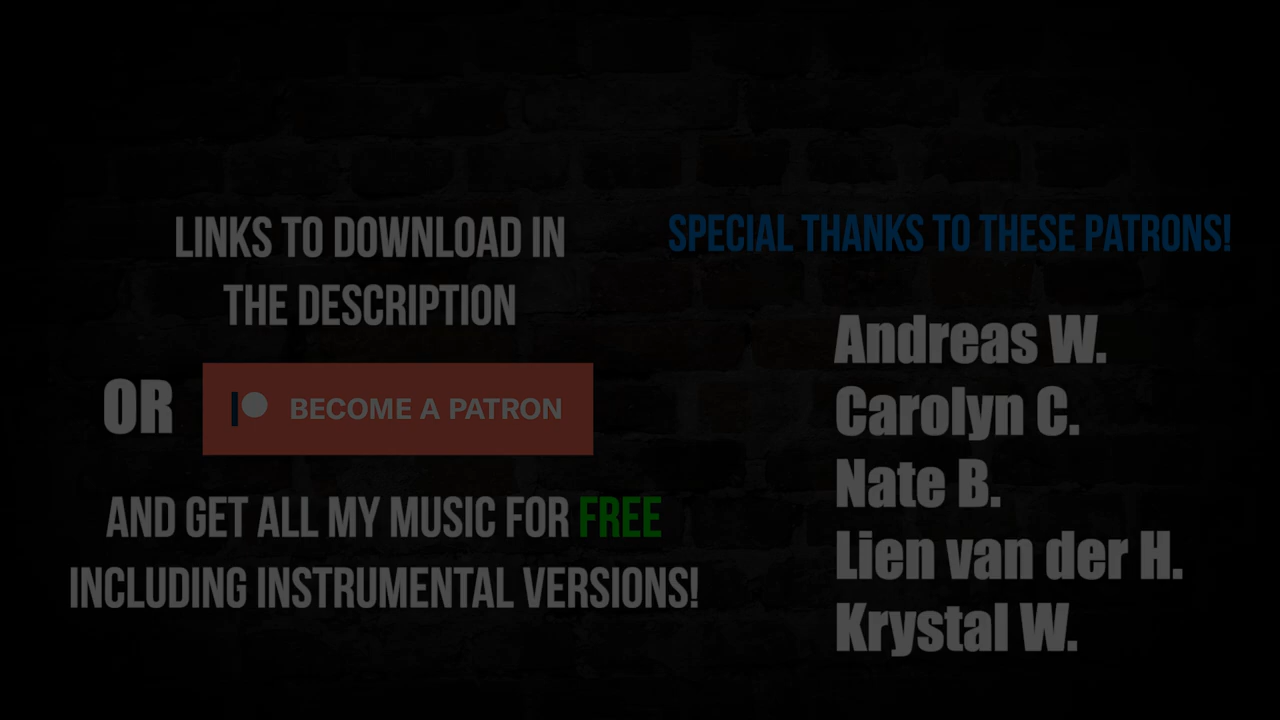 LINKS TO DOWNLOAD IN
THE DESCRIPTION
OR BECOME A PATRON
AND GET ALL MY MUSIC FOR FREE
INCLUDING INSTRUMENTAL VERSIONS!
SPECIAL THANKS TO THESE PATRONS!
Andreas W.
Carolyn C.
Nate B.
Lien van der H.
Krystal W.